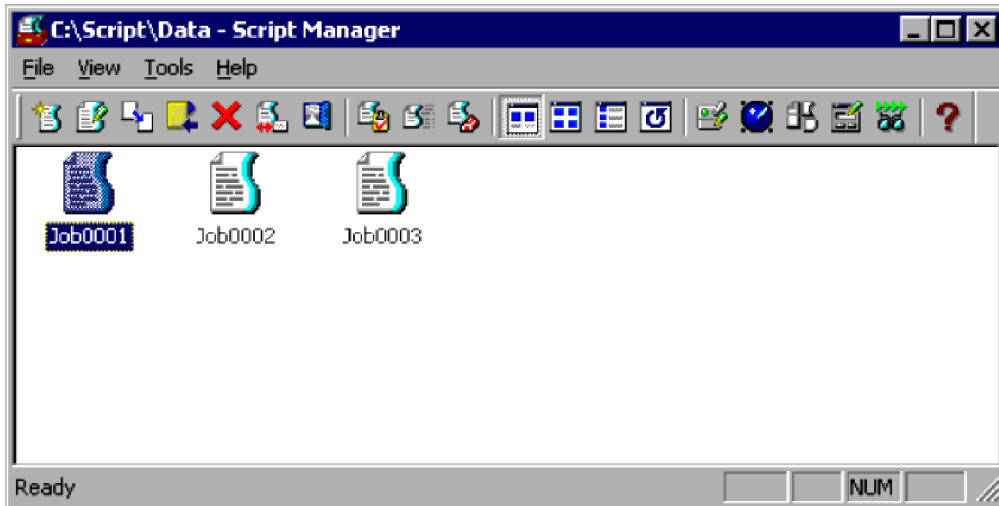 C:\Script\Data - Script Manager
File View Tools Help
Job0001 Job0002 Job0003
Ready NUM